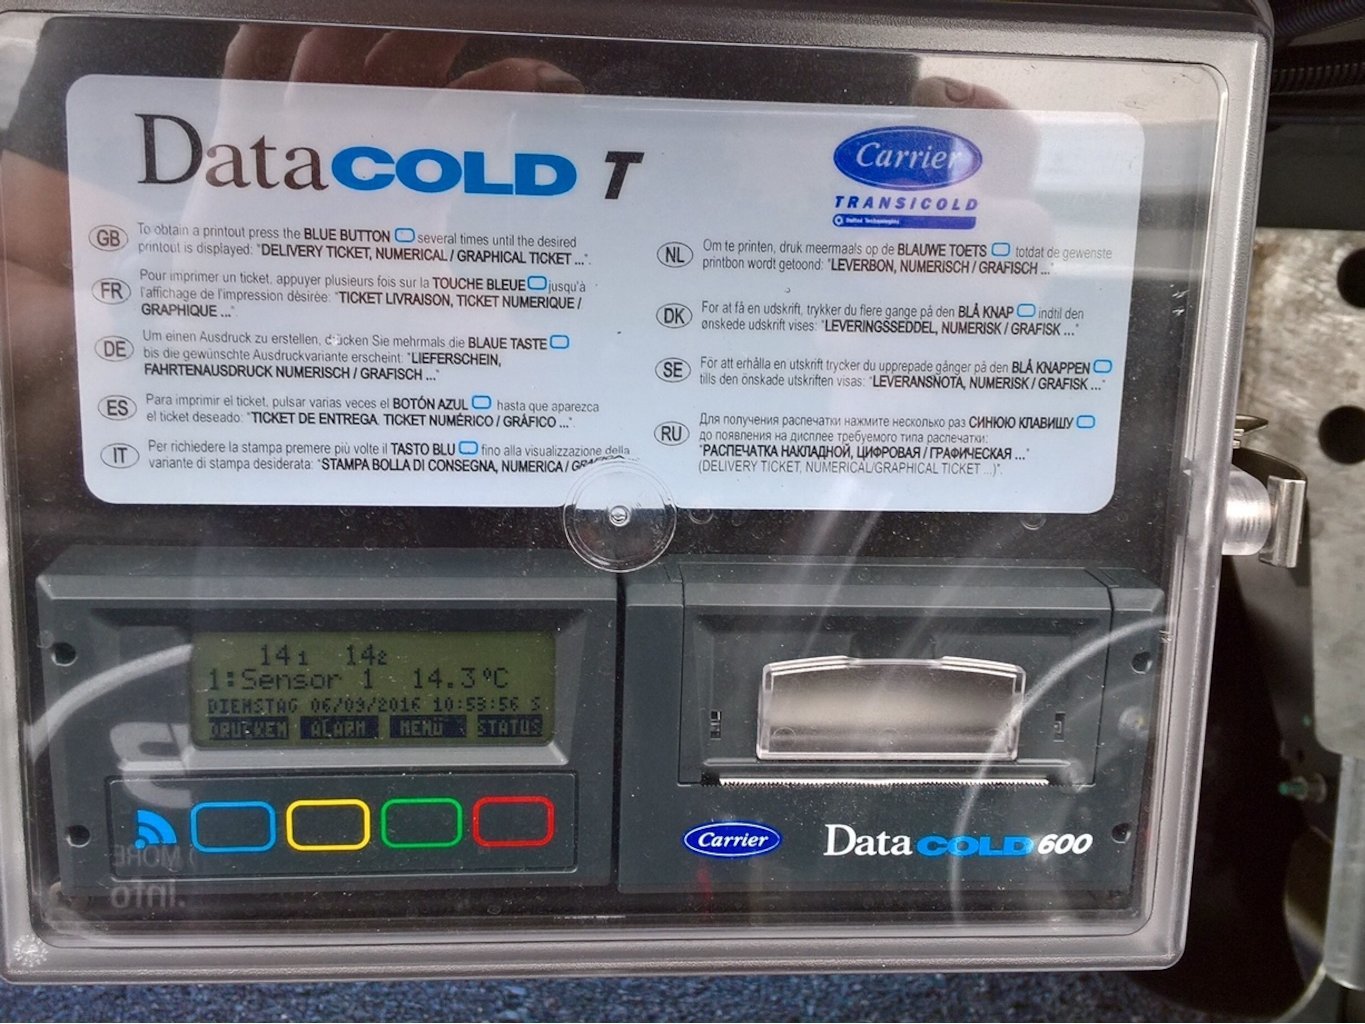 DataCOLD T
Carrier
TRANSICOLD
United Technologies
GB
To obtain a printout press the BLUE BUTTON several times until the desired
printout is displayed: "DELIVERY TICKET, NUMERICAL / GRAPHICAL TICKET ...".
FR
Pour imprimer un ticket, appuyer plusieurs fois sur la TOUCHE BLEUE jusqu'à
l'affichage de l'impression désirée: "TICKET LIVRAISON, TICKET NUMERIQUE /
GRAPHIQUE ..."
DE
Um einen Ausdruck zu erstellen, drücken Sie mehrmals die BLAUE TASTE
bis die gewünschte Ausdruckvariante erscheint: "LIEFERSCHEIN,
FAHRTENAUSDRUCK NUMERISCH / GRAFISCH ..."
ES
Para imprimir el ticket, pulsar varias veces el BOTÓN AZUL hasta que aparezca
el ticket deseado: "TICKET DE ENTREGA, TICKET NUMÉRICO / GRÁFICO ...".
IT
Per richiedere la stampa premere più volte il TASTO BLU fino alla visualizzazione della
variante di stampa desiderata: "STAMPA BOLLA DI CONSEGNA, NUMERICA /
NL
Om te printen, druk meermaals op de BLAUWE TOETS totdat de gewenste
printbon wordt getoond: "LEVERBON, NUMERISCH / GRAFISCH ..."
DK
For at få en udskrift, trykker du flere gange på den BLÅ KNAP indtil den
ønskede udskrift vises: "LEVERINGSSEDDEL, NUMERISK / GRAFISK ..."
SE
För att erhålla en utskrift trycker du upprepade gånger på den BLÅ KNAPPEN
tills den önskade utskriften visas: "LEVERANSNOTA, NUMERISK / GRAFISK ..."
RU
Для получения распечатки нажмите несколько раз СИНЮЮ КЛАВИШУ
до появления на дисплее требуемого типа распечатки:
"РАСПЕЧАТКА НАКЛАДНОЙ, ЦИФРОВАЯ / ГРАФИЧЕСКАЯ ..."
(DELIVERY TICKET, NUMERICAL/GRAPHICAL TICKET ...)".
14₁ 14₂
1:Sensor 1 14.3°C
DIENSTAG 06/09/2016 10:53:56 S
DRUCKEN ALARM MENÜ STATUS
Carrier
DataCOLD 600